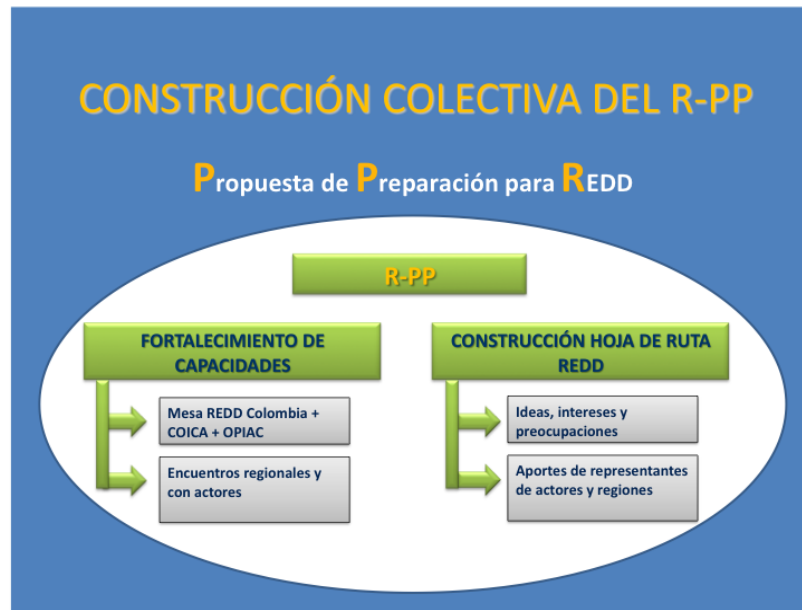 CONSTRUCCIÓN COLECTIVA DEL R-PP
Propuesta de Preparación para REDD
R-PP
FORTALECIMIENTO DE
CAPACIDADES
Mesa REDD Colombia +
COICA + OPIAC
Encuentros regionales y
con actores
CONSTRUCCIÓN HOJA DE RUTA
REDD
Ideas, intereses y
preocupaciones
Aportes de representantes
de actores y regiones